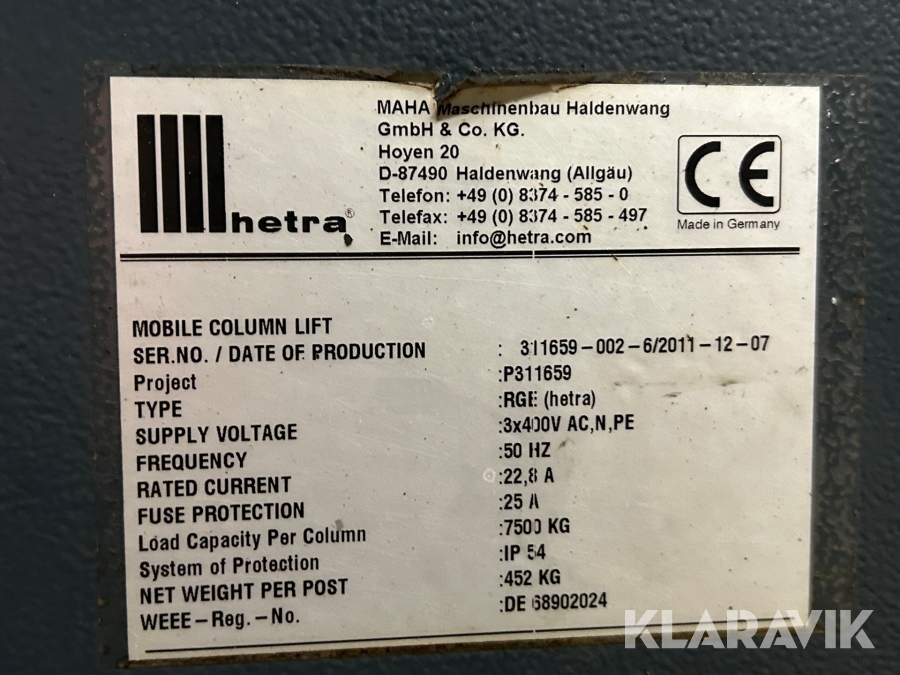 MAHA Maschinenbau Haldenwang
GmbH & Co. KG.
Hoyen 20
D-87490 Haldenwang (Allgäu)
Telefon: +49 (0) 8374 - 585 - 0
Telefax: +49 (0) 8374 - 585 - 497
E-Mail: info@hetra.com
hetra®
CE
Made in Germany
MOBILE COLUMN LIFT
SER.NO. / DATE OF PRODUCTION : 311659-002-6/2011-12-07
Project :P311659
TYPE :RGE (hetra)
SUPPLY VOLTAGE :3x400V AC,N,PE
FREQUENCY :50 HZ
RATED CURRENT :22,8 A
FUSE PROTECTION :25 A
Load Capacity Per Column :7500 KG
System of Protection :IP 54
NET WEIGHT PER POST :452 KG
WEEE-Reg.-No. :DE 68902024
KLARAVIK